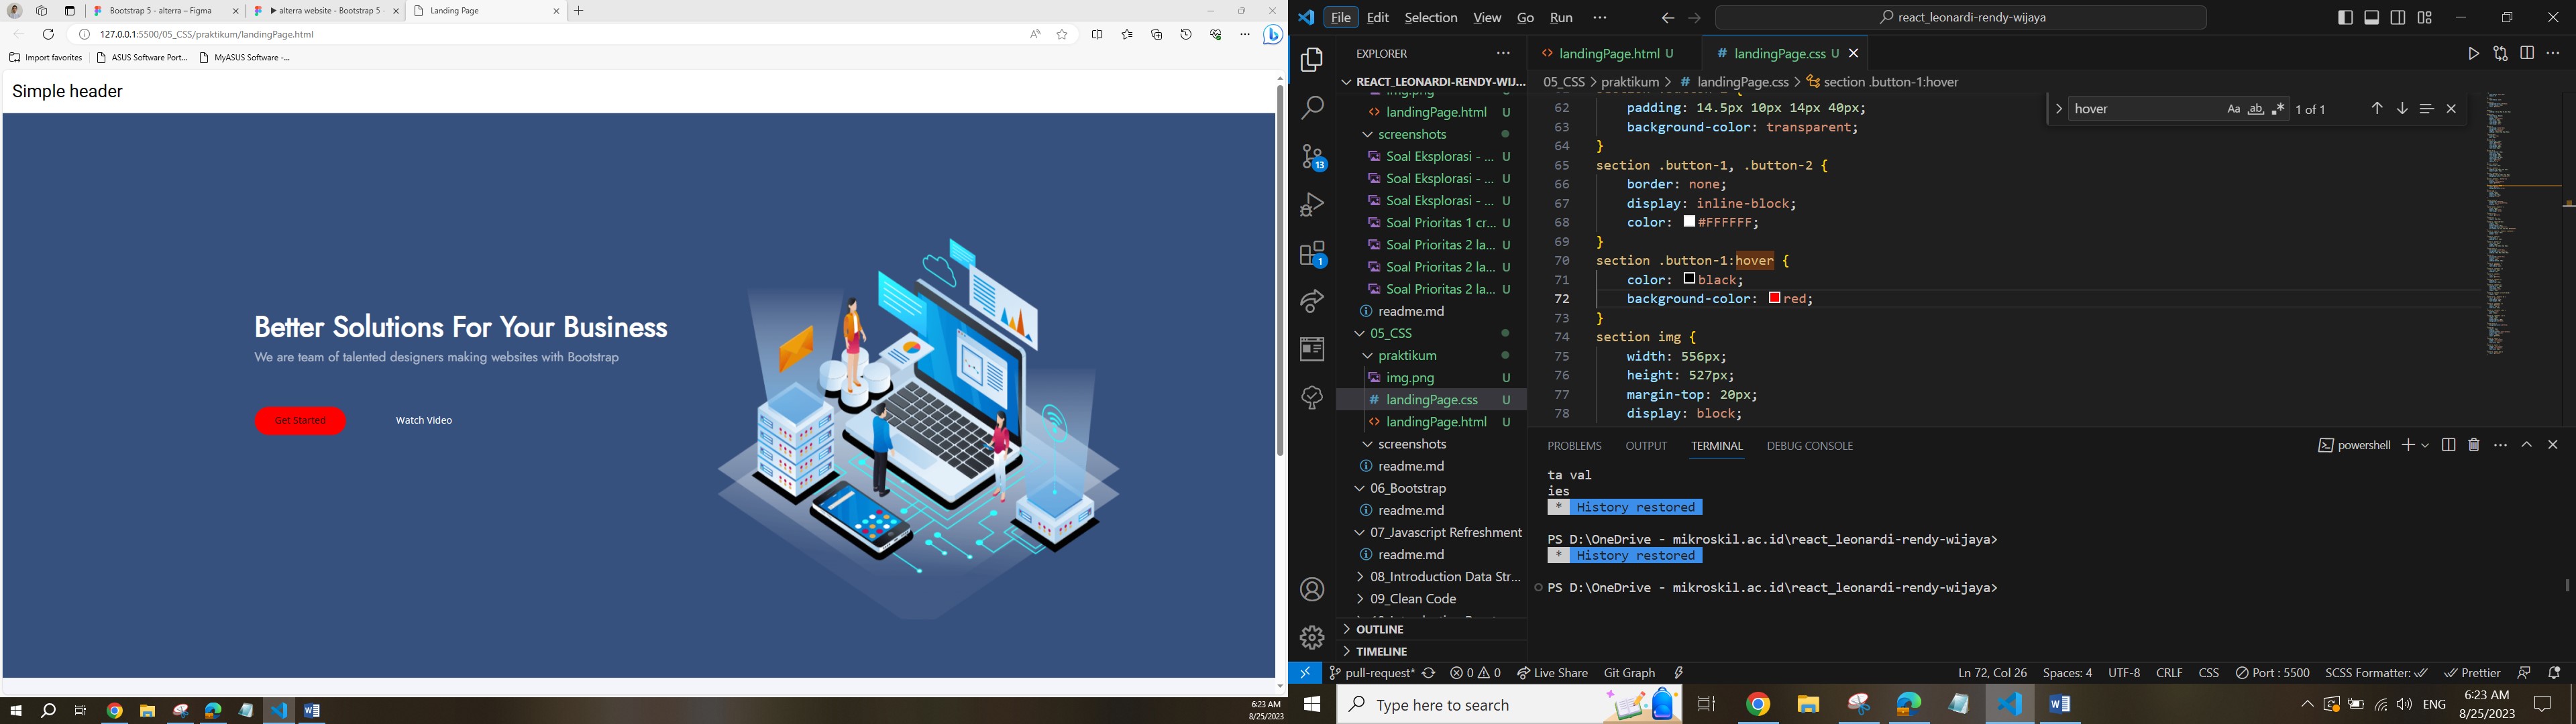 Bootstrap 5 - alterra – Figma
alterra website - Bootstrap 5 -
Landing Page
127.0.0.1:5500/05_CSS/praktikum/landingPage.html
Import favorites
ASUS Software Port...
MyASUS Software -...
Simple header
Better Solutions For Your Business
We are team of talented designers making websites with Bootstrap
Get Started
Watch Video
6:23 AM
8/25/2023
File Edit Selection View Go Run ···
react_leonardi-rendy-wijaya
EXPLORER
REACT_LEONARDI-RENDY-WIJ...
img.png
landingPage.html U
screenshots
Soal Eksplorasi - ... U
Soal Eksplorasi - ... U
Soal Eksplorasi - ... U
Soal Prioritas 1 cr... U
Soal Prioritas 2 la... U
Soal Prioritas 2 la... U
Soal Prioritas 2 la... U
readme.md
05_CSS
praktikum
img.png U
landingPage.css U
landingPage.html U
screenshots
readme.md
06_Bootstrap
readme.md
07_Javascript Refreshment
readme.md
08_Introduction Data Str...
09_Clean Code
OUTLINE
TIMELINE
13
1
landingPage.html U
landingPage.css U
05_CSS > praktikum > # landingPage.css > section .button-1:hover
hover
Aa ab .*
1 of 1
62 padding: 14.5px 10px 14px 40px;
63 background-color: transparent;
64 }
65 section .button-1, .button-2 {
66 border: none;
67 display: inline-block;
68 color: #FFFFFF;
69 }
70 section .button-1:hover {
71 color: black;
72 background-color: red;
73 }
74 section img {
75 width: 556px;
76 height: 527px;
77 margin-top: 20px;
78 display: block;
PROBLEMS OUTPUT TERMINAL DEBUG CONSOLE
powershell
ta val
ies
* History restored
PS D:\OneDrive - mikroskil.ac.id\react_leonardi-rendy-wijaya>
* History restored
PS D:\OneDrive - mikroskil.ac.id\react_leonardi-rendy-wijaya>
pull-request* 0 0 Live Share Git Graph
Ln 72, Col 26 Spaces: 4 UTF-8 CRLF CSS Port : 5500 SCSS Formatter: Prettier
Type here to search
ENG
6:23 AM
8/25/2023